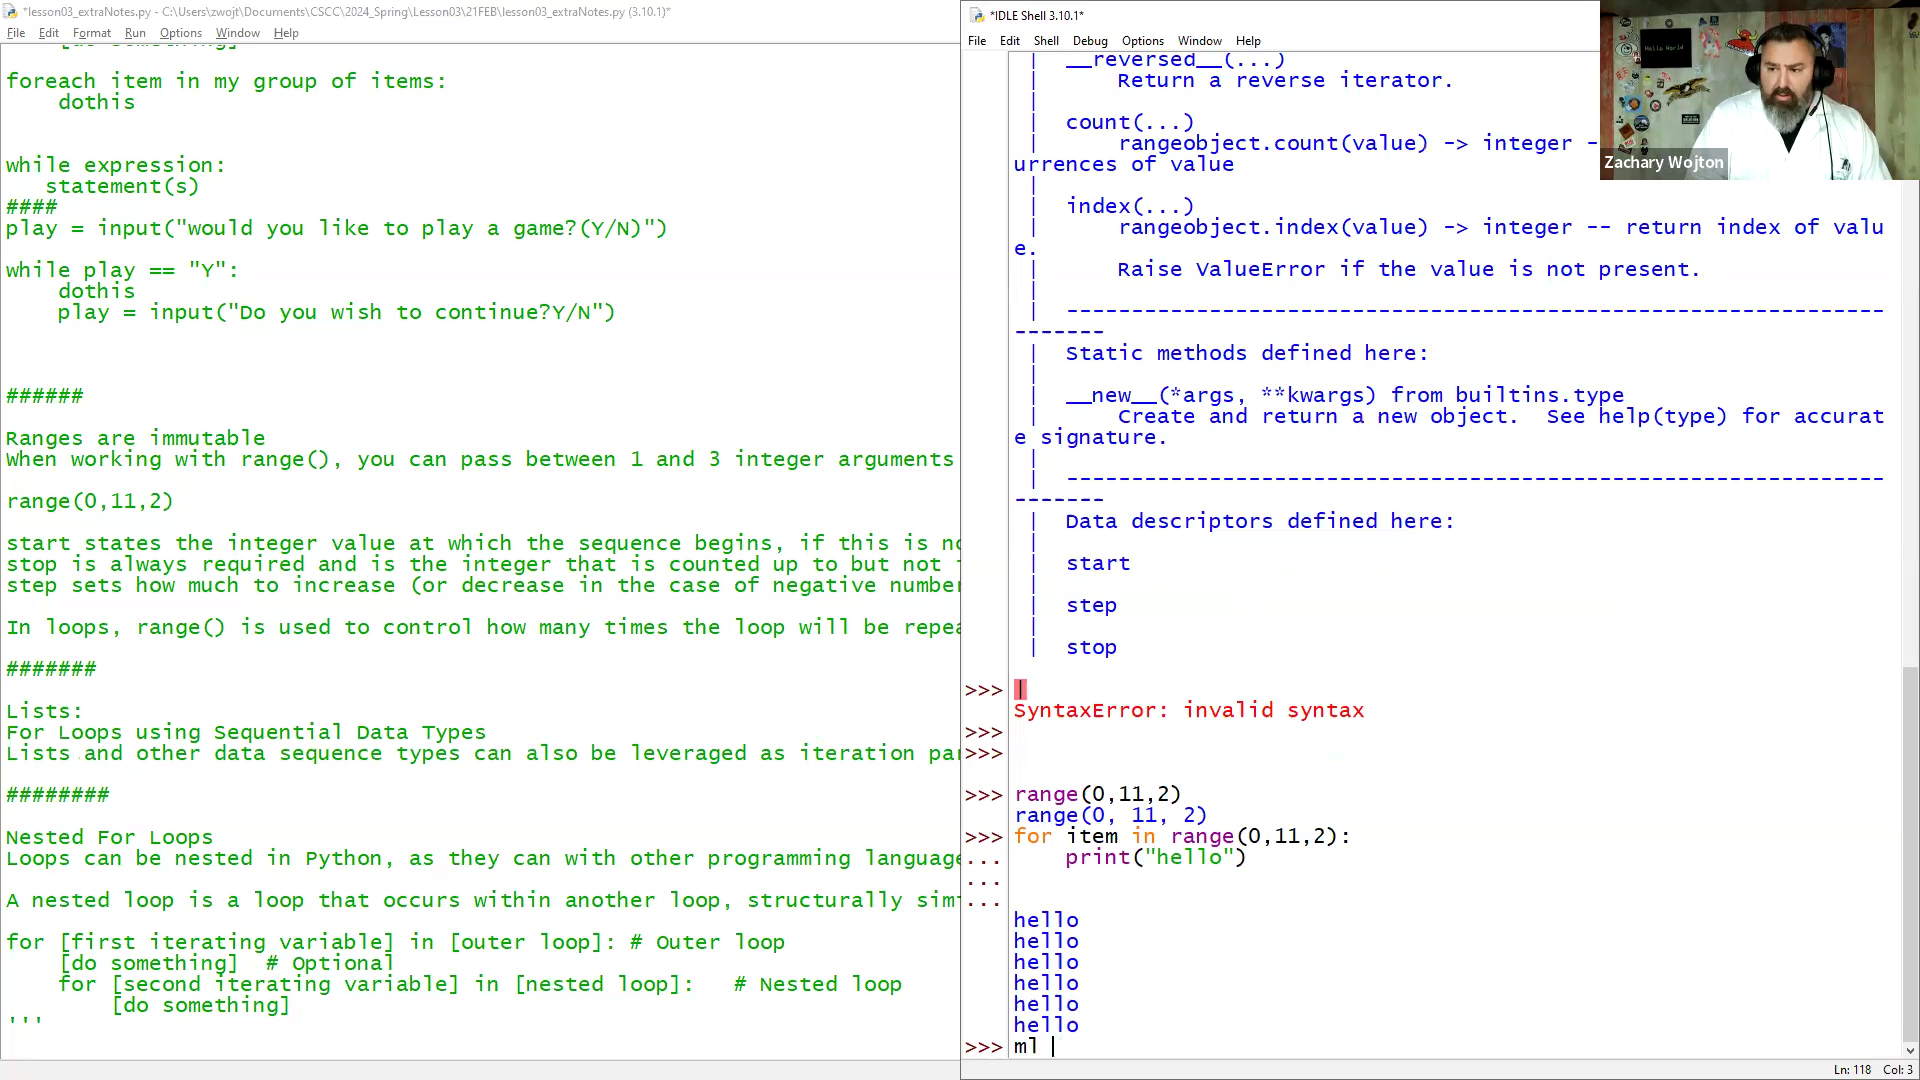 *lesson03_extraNotes.py - C:\Users\zwojt\Documents\CSCC\2024_Spring\Lesson03\21FEB\lesson03_extraNotes.py (3.10.1)*
File Edit Format Run Options Window Help
[do something]
foreach item in my group of items:
dothis
while expression:
statement(s)
####
play = input("would you like to play a game?(Y/N)")
while play == "Y":
dothis
play = input("Do you wish to continue?Y/N")
######
Ranges are immutable
When working with range(), you can pass between 1 and 3 integer arguments
range(0,11,2)
start states the integer value at which the sequence begins, if this is no
stop is always required and is the integer that is counted up to but not
step sets how much to increase (or decrease in the case of negative number
In loops, range() is used to control how many times the loop will be repea
#######
Lists:
For Loops using Sequential Data Types
Lists and other data sequence types can also be leveraged as iteration pa
########
Nested For Loops
Loops can be nested in Python, as they can with other programming language
A nested loop is a loop that occurs within another loop, structurally sim
for [first iterating variable] in [outer loop]: # Outer loop
[do something]  # Optional
for [second iterating variable] in [nested loop]:   # Nested loop
[do something]
'''
*IDLE Shell 3.10.1*
File Edit Shell Debug Options Window Help
|  __reversed__(...)
|      Return a reverse iterator.
|
|  count(...)
|      rangeobject.count(value) -> integer -
urrences of value
|
|  index(...)
|      rangeobject.index(value) -> integer -- return index of valu
e.
|      Raise ValueError if the value is not present.
|
|  ---------------------------------------------------------------
-------
|  Static methods defined here:
|
|  __new__(*args, **kwargs) from builtins.type
|      Create and return a new object.  See help(type) for accurat
e signature.
|
|  ---------------------------------------------------------------
-------
|  Data descriptors defined here:
|
|  start
|
|  step
|
|  stop
>>> |
SyntaxError: invalid syntax
>>>
>>>
>>> range(0,11,2)
range(0, 11, 2)
>>> for item in range(0,11,2):
...     print("hello")
...
...
hello
hello
hello
hello
hello
hello
>>> ml
Ln: 118 Col: 3
Hello World
Zachary Wojton